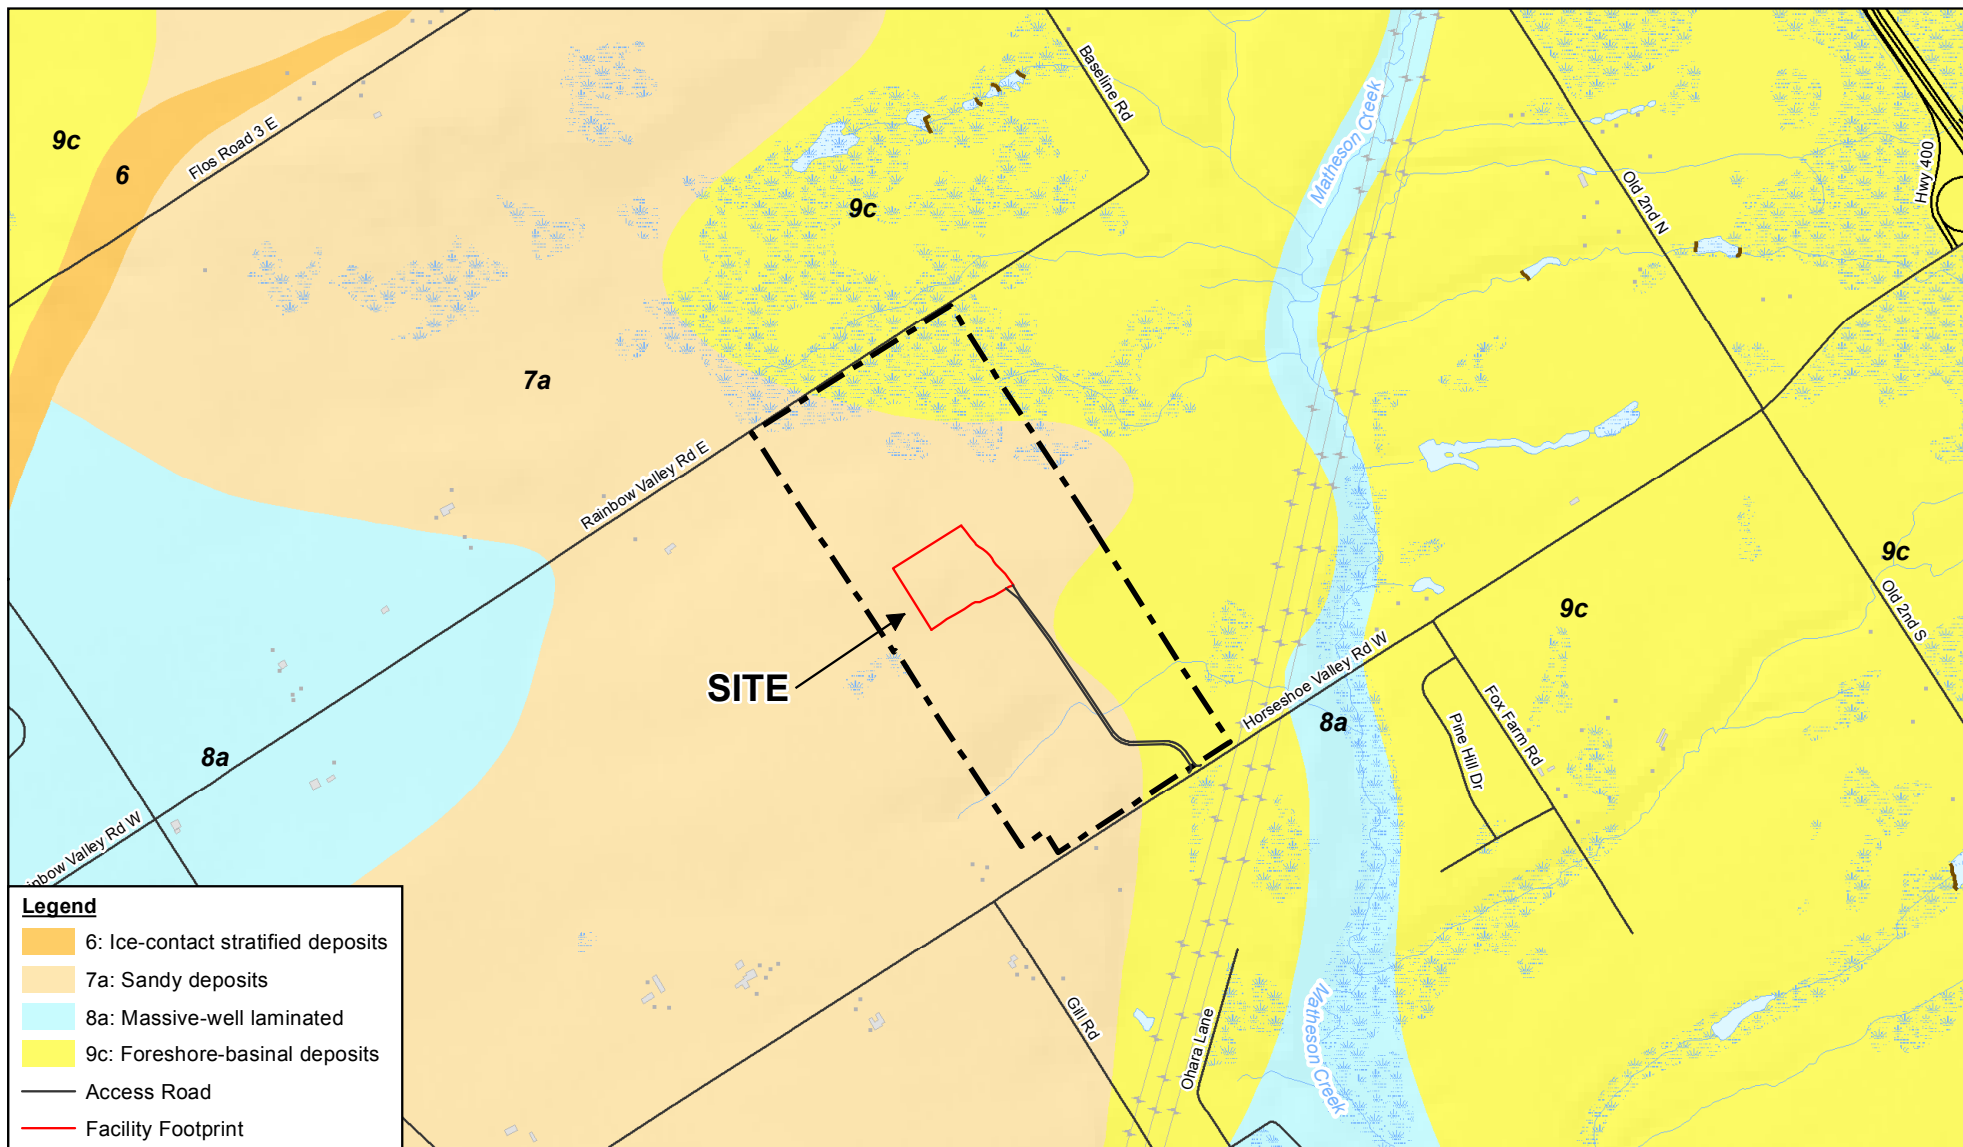 Baseline Rd
Matheson Creek
Hwy 400
9c
Flos Road 3 E
6
Old 2nd N
9c
7a
Rainbow Valley Rd E
9c
Old 2nd S
9c
SITE
Horseshoe Valley Rd W
8a
Fox Farm Rd
Pine Hill Dr
8a
inbow Valley Rd W
Gill Rd
Ohara Lane
Matheson Creek
Legend
6: Ice-contact stratified deposits
7a: Sandy deposits
8a: Massive-well laminated
9c: Foreshore-basinal deposits
Access Road
Facility Footprint